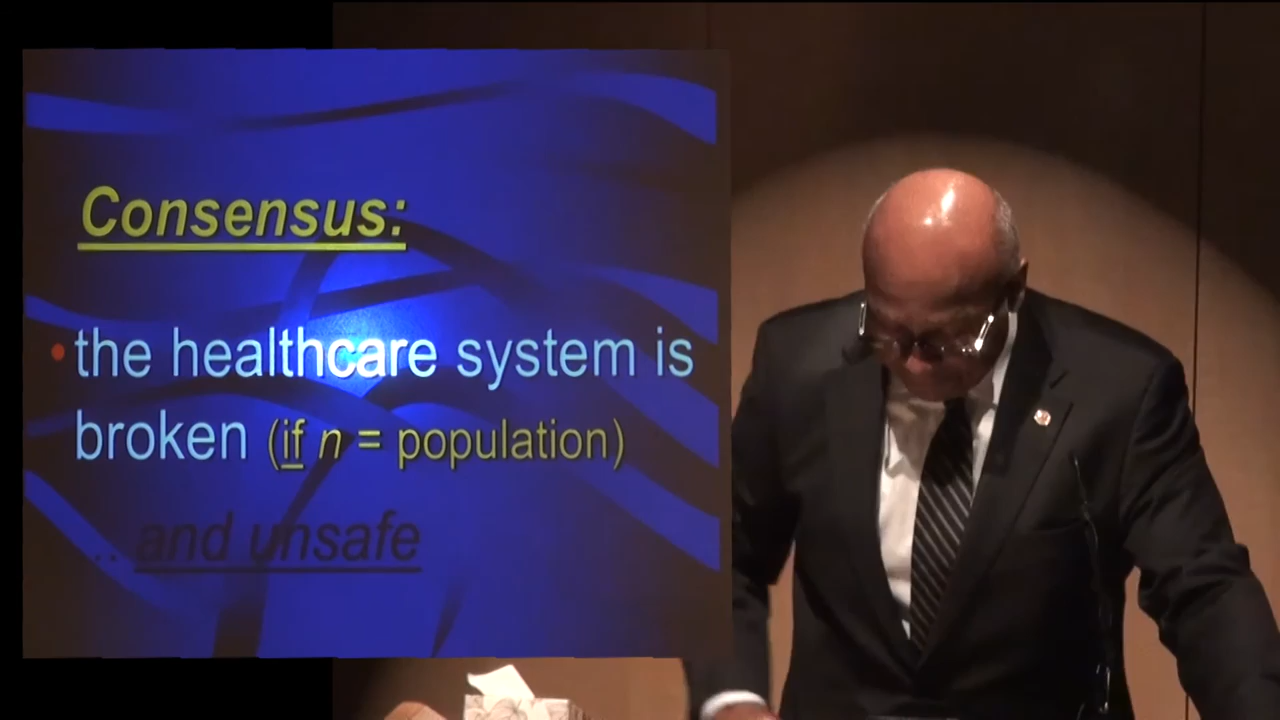 Consensus:
• the healthcare system is
broken (if n = population)
.. and unsafe